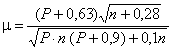 μ = (P + 0,63)√(n + 0,28) / √(P · n (P + 0,9) + 0,1n)